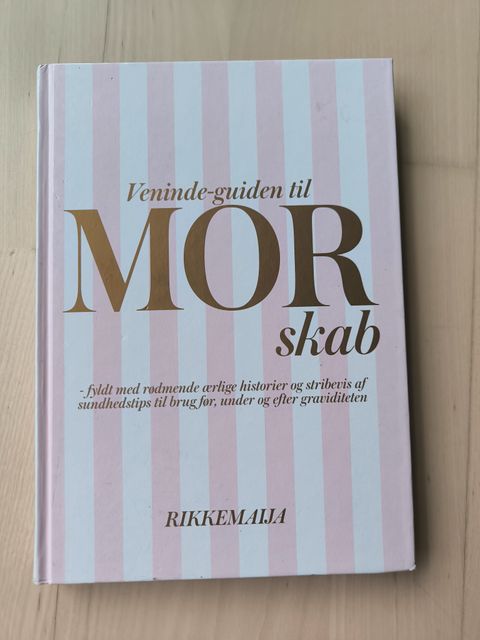 Veninde-guiden til
MOR
skab
- fyldt med rødmende ærlige historier og stribevis af
sundhedstips til brug før, under og efter graviditeten
RIKKEMAIJA